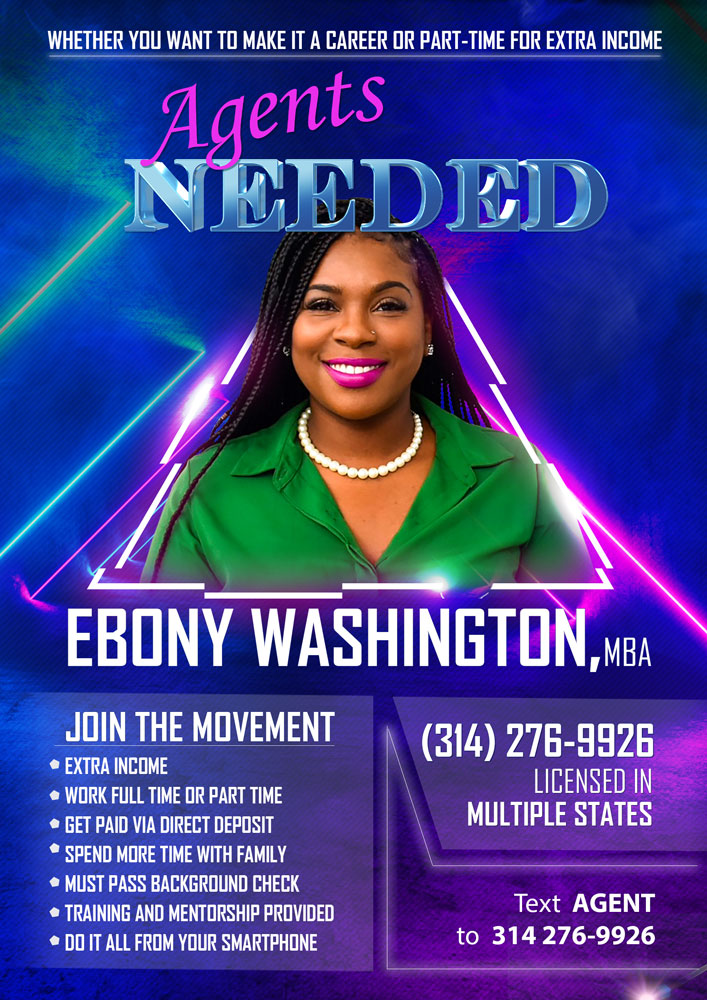 WHETHER YOU WANT TO MAKE IT A CAREER OR PART-TIME FOR EXTRA INCOME
Agents
NEEDED
EBONY WASHINGTON, MBA
JOIN THE MOVEMENT
EXTRA INCOME
WORK FULL TIME OR PART TIME
GET PAID VIA DIRECT DEPOSIT
SPEND MORE TIME WITH FAMILY
MUST PASS BACKGROUND CHECK
TRAINING AND MENTORSHIP PROVIDED
DO IT ALL FROM YOUR SMARTPHONE
(314) 276-9926
LICENSED IN
MULTIPLE STATES
Text AGENT
to 314 276-9926